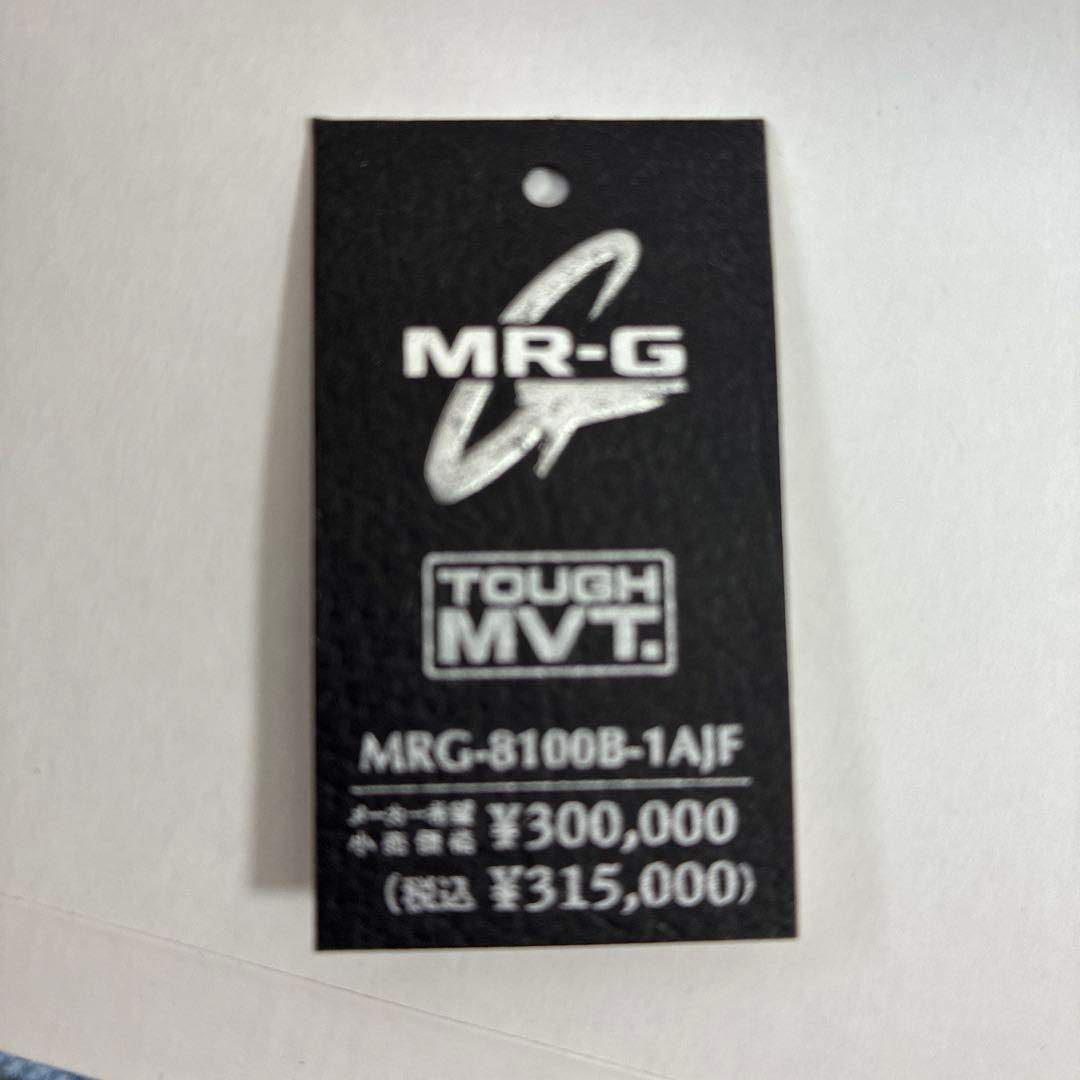 MR-G
TOUGH
MVT.
MRG-8100B-1AJF
メーカー希望
小売価格 ¥300,000
(税込 ¥315,000)